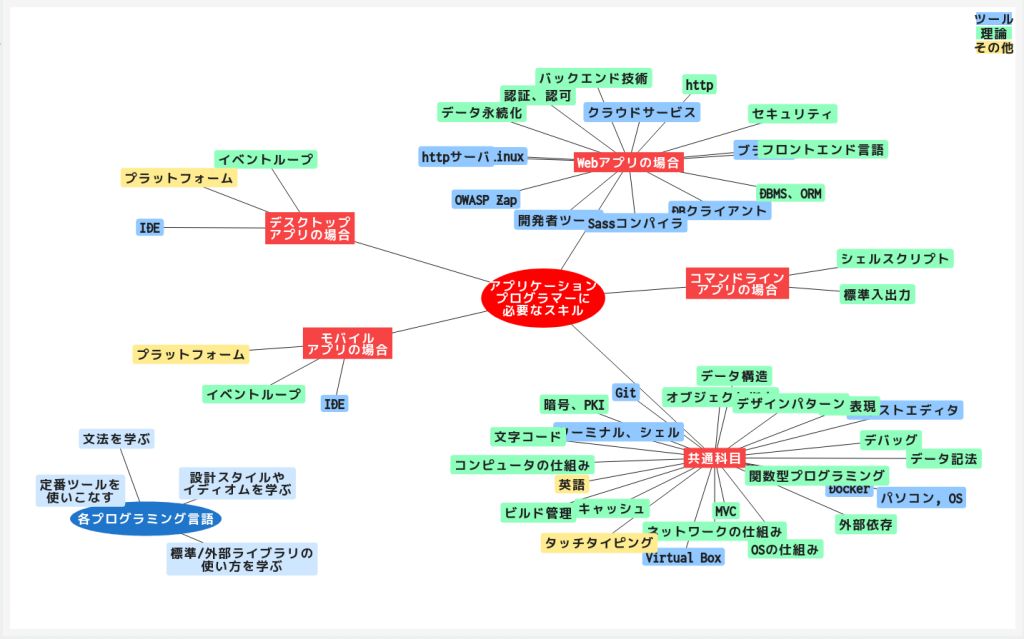 ツール
理論
その他
バックエンド技術
http
認証、認可
クラウドサービス
データ永続化
セキュリティ
httpサーバ
inux
Webアプリの場合
ブラ
フロントエンド言語
イベントループ
プラットフォーム
OWASP Zap
DBMS、ORM
IDE
デスクトップ
アプリの場合
開発者ツー
Sassコンパイラ
DBクライアント
シェルスクリプト
アプリケーション
プログラマーに
必要なスキル
コマンドライン
アプリの場合
標準入出力
モバイル
アプリの場合
プラットフォーム
イベントループ
IDE
データ構造
Git
オブジェク
デザインパターン
表現
ストエディタ
暗号、PKI
文字コード
ーミナル、シェル
デバッグ
文法を学ぶ
コンピュータの仕組み
共通科目
データ記法
英語
関数型プログラミング
定番ツールを
使いこなす
設計スタイルや
イディオムを学ぶ
Docker
パソコン, OS
各プログラミング言語
ビルド管理
キャッシュ
MVC
外部依存
ネットワークの仕組み
タッチタイピング
OSの仕組み
Virtual Box
標準/外部ライブラリの
使い方を学ぶ